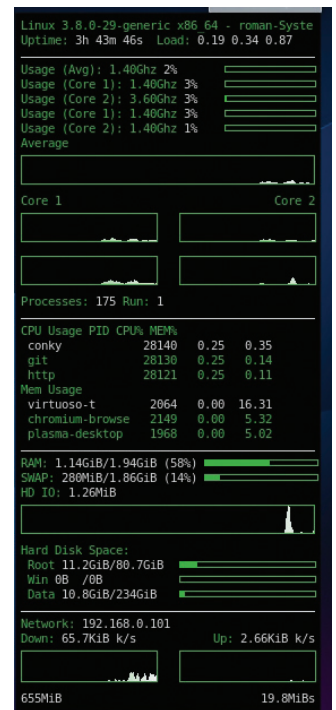 Linux 3.8.0-29-generic x86_64 - roman-Syste
Uptime: 3h 43m 46s Load: 0.19 0.34 0.87
Usage (Avg): 1.40Ghz 2%
Usage (Core 1): 1.40Ghz 3%
Usage (Core 2): 3.60Ghz 3%
Usage (Core 1): 1.40Ghz 3%
Usage (Core 2): 1.40Ghz 1%
Average
Core 1 Core 2
Processes: 175 Run: 1
CPU Usage PID CPU% MEM%
conky 28140 0.25 0.35
git 28130 0.25 0.14
http 28121 0.25 0.11
Mem Usage
virtuoso-t 2064 0.00 16.31
chromium-browse 2149 0.00 5.32
plasma-desktop 1968 0.00 5.02
RAM: 1.14GiB/1.94GiB (58%)
SWAP: 280MiB/1.86GiB (14%)
HD IO: 1.26MiB
Hard Disk Space:
Root 11.2GiB/80.7GiB
Win 0B /0B
Data 10.8GiB/234GiB
Network: 192.168.0.101
Down: 65.7KiB k/s Up: 2.66KiB k/s
655MiB 19.8MiBs